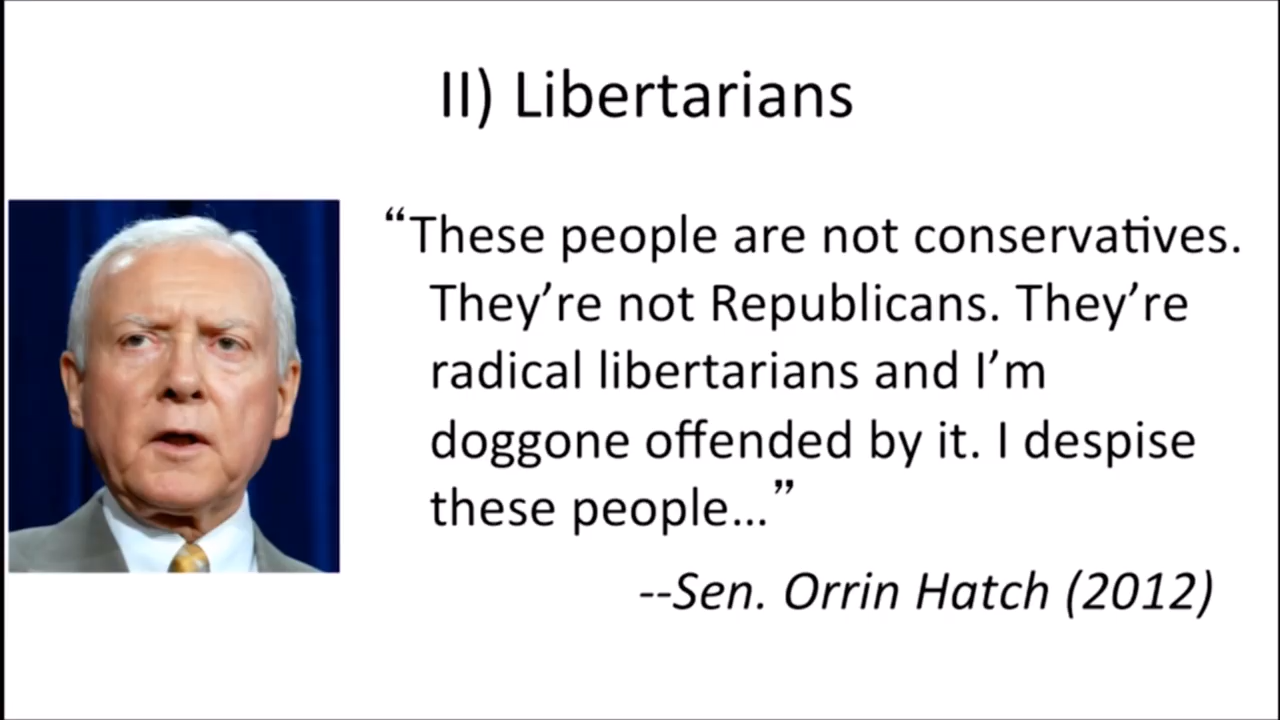 II) Libertarians
“These people are not conservatives.
They’re not Republicans. They’re
radical libertarians and I’m
doggone offended by it. I despise
these people…”
--Sen. Orrin Hatch (2012)